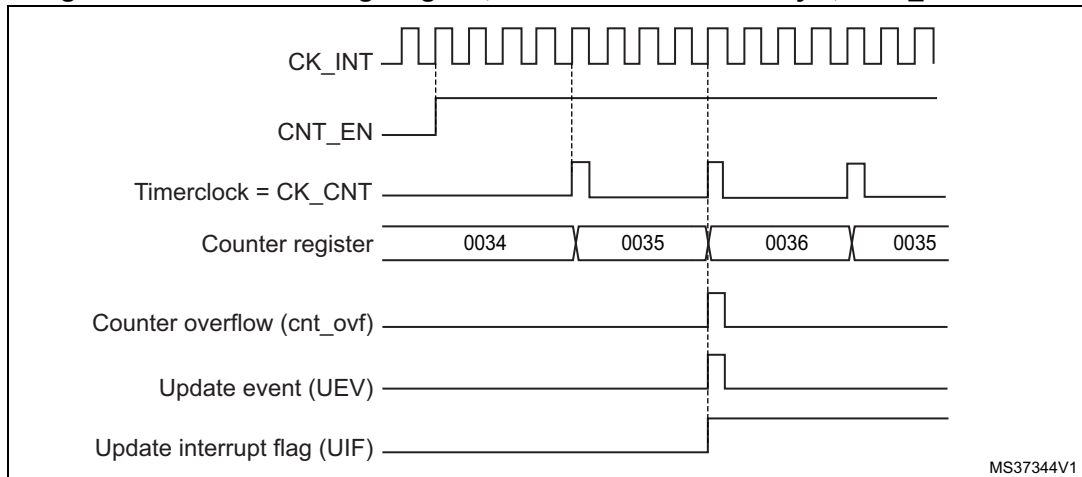 CK_INT
CNT_EN
Timerclock = CK_CNT
Counter register 0034 0035 0036 0035
Counter overflow (cnt_ovf)
Update event (UEV)
Update interrupt flag (UIF)
MS37344V1